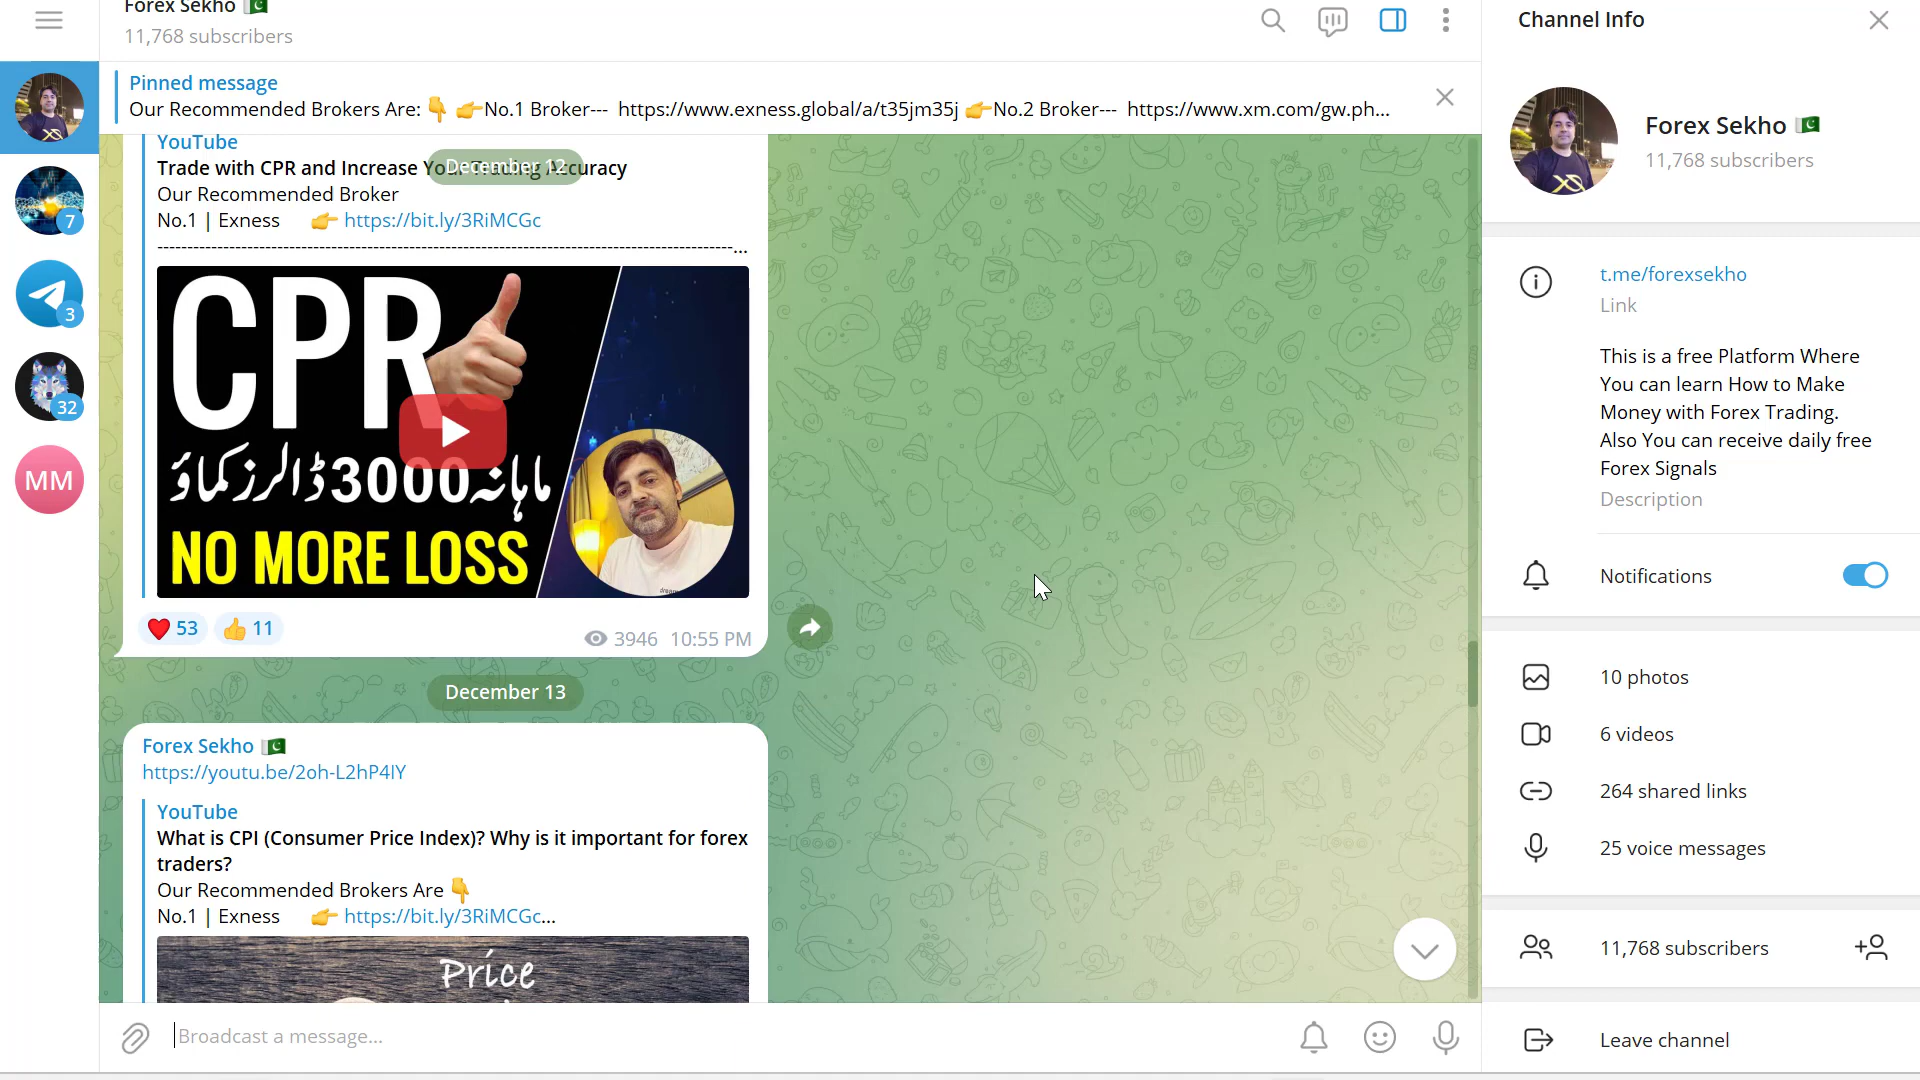 Forex Sekho 🇵🇰
11,768 subscribers
Channel Info
Pinned message
Our Recommended Brokers Are: 👇 👉No.1 Broker--- https://www.exness.global/a/t35jm35j 👉No.2 Broker--- https://www.xm.com/gw.ph...
7
3
32
MM
YouTube
December 12
Trade with CPR and Increase Your Trading Accuracy
Our Recommended Broker
No.1 | Exness 👉 https://bit.ly/3RiMCGc
--------------------------------------------------------------------------------...
CPR
ماہانہ 3000 ڈالرز کماؤ
NO MORE LOSS
❤️ 53 👍 11
3946 10:55 PM
December 13
Forex Sekho 🇵🇰
https://youtu.be/2oh-L2hP4IY
YouTube
What is CPI (Consumer Price Index)? Why is it important for forex
traders?
Our Recommended Brokers Are 👇
No.1 | Exness 👉 https://bit.ly/3RiMCGc...
Price
Broadcast a message...
Forex Sekho 🇵🇰
11,768 subscribers
t.me/forexsekho
Link
This is a free Platform Where
You can learn How to Make
Money with Forex Trading.
Also You can receive daily free
Forex Signals
Description
Notifications
10 photos
6 videos
264 shared links
25 voice messages
11,768 subscribers
Leave channel